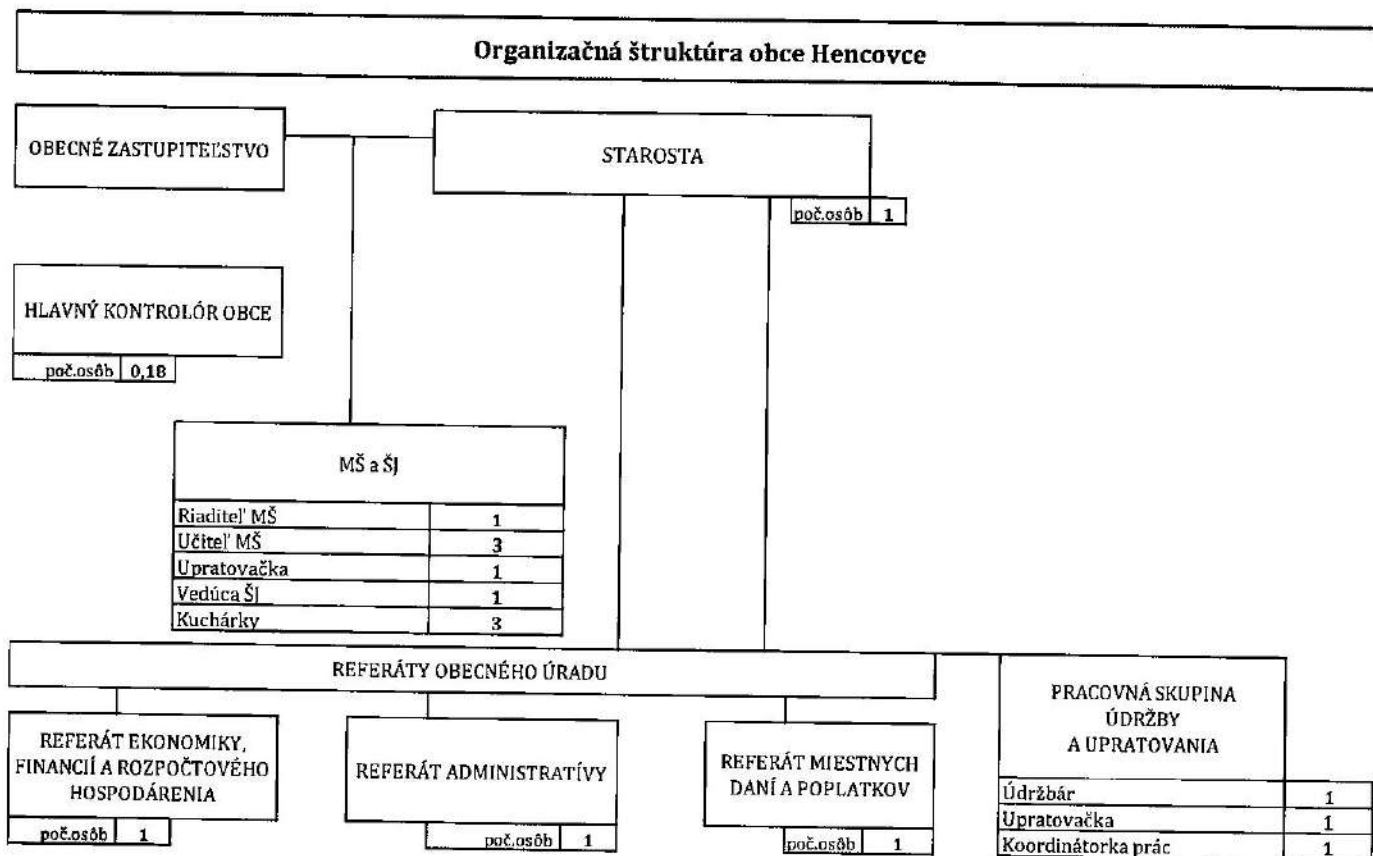 Organizačná štruktúra obce Hencovce
OBECNÉ ZASTUPITEĽSTVO
STAROSTA
poč.osôb 1
HLAVNÝ KONTROLÓR OBCE
poč.osôb 0,18
MŠ a ŠJ
Riaditeľ MŠ 1
Učiteľ MŠ 3
Upratovačka 1
Vedúca ŠJ 1
Kuchárky 3
REFERÁTY OBECNÉHO ÚRADU
REFERÁT EKONOMIKY,
FINANCIÍ A ROZPOČTOVÉHO
HOSPODÁRENIA
poč.osôb 1
REFERÁT ADMINISTRATÍVY
poč.osôb 1
REFERÁT MIESTNYCH
DANÍ A POPLATKOV
poč.osôb 1
PRACOVNÁ SKUPINA
ÚDRŽBY
A UPRATOVANIA
Údržbár 1
Upratovačka 1
Koordinátorka prác 1